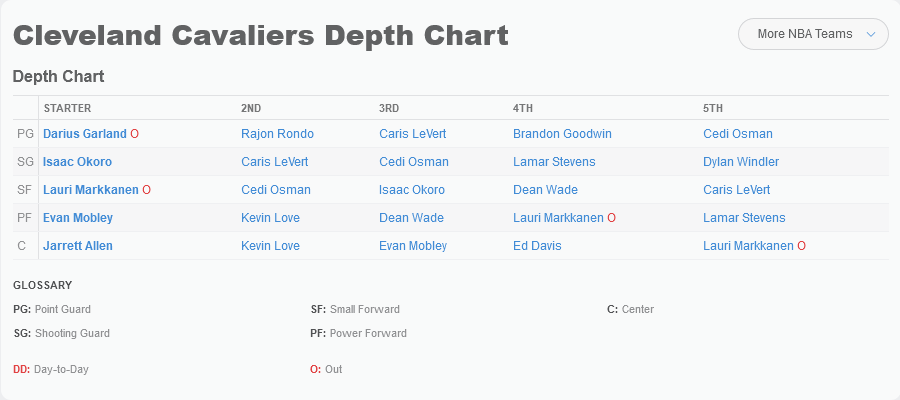 Cleveland Cavaliers Depth Chart
More NBA Teams
Depth Chart
STARTER 2ND 3RD 4TH 5TH
PG Darius Garland O Rajon Rondo Caris LeVert Brandon Goodwin Cedi Osman
SG Isaac Okoro Caris LeVert Cedi Osman Lamar Stevens Dylan Windler
SF Lauri Markkanen O Cedi Osman Isaac Okoro Dean Wade Caris LeVert
PF Evan Mobley Kevin Love Dean Wade Lauri Markkanen O Lamar Stevens
C Jarrett Allen Kevin Love Evan Mobley Ed Davis Lauri Markkanen O
GLOSSARY
PG: Point Guard SF: Small Forward C: Center
SG: Shooting Guard PF: Power Forward
DD: Day-to-Day O: Out